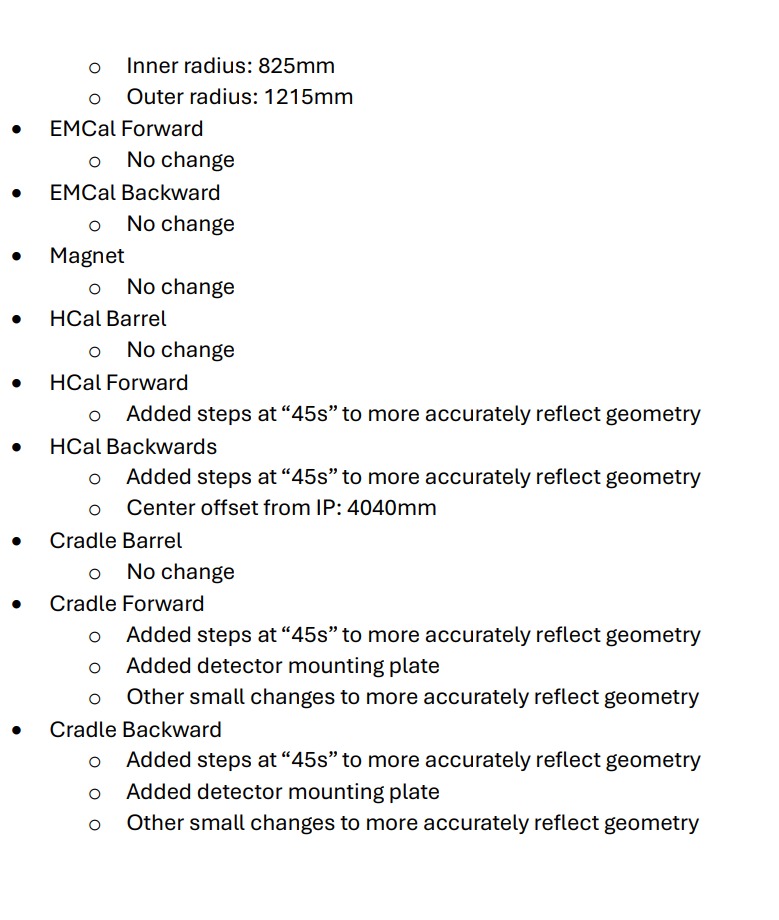 ○ Inner radius: 825mm
○ Outer radius: 1215mm
• EMCal Forward
○ No change
• EMCal Backward
○ No change
• Magnet
○ No change
• HCal Barrel
○ No change
• HCal Forward
○ Added steps at “45s” to more accurately reflect geometry
• HCal Backwards
○ Added steps at “45s” to more accurately reflect geometry
○ Center offset from IP: 4040mm
• Cradle Barrel
○ No change
• Cradle Forward
○ Added steps at “45s” to more accurately reflect geometry
○ Added detector mounting plate
○ Other small changes to more accurately reflect geometry
• Cradle Backward
○ Added steps at “45s” to more accurately reflect geometry
○ Added detector mounting plate
○ Other small changes to more accurately reflect geometry